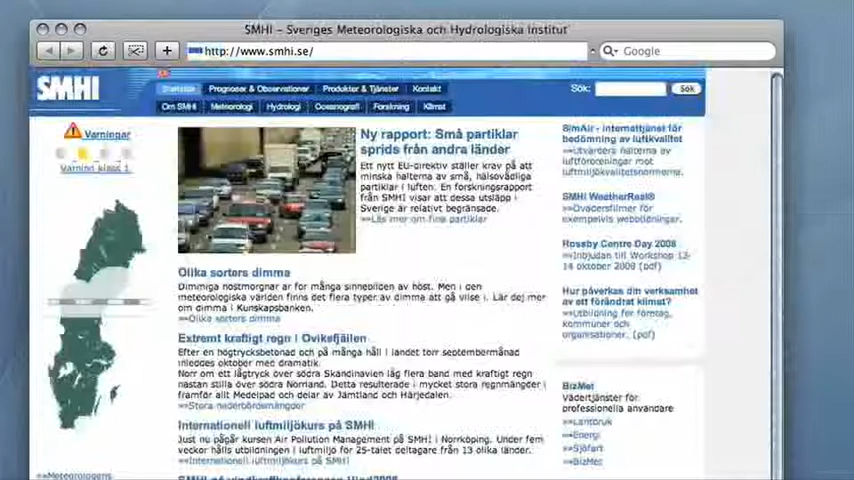 SMHI – Sveriges Meteorologiska och Hydrologiska Institut
http://www.smhi.se/
Google
SMHI
Startsida Prognoser & Observationer Produkter & Tjänster Kontakt
Sök: Sök
Om SMHI Meteorologi Hydrologi Oceanografi Forskning Klimat
Varningar
Varning klass 1
Ny rapport: Små partiklar
sprids från andra länder
Ett nytt EU-direktiv ställer krav på att
minska halterna av små, hälsovådliga
partiklar i luften. En forskningsrapport
från SMHI visar att dessa utsläpp i
Sverige är relativt begränsade.
»»Läs mer om fina partiklar
Olika sorters dimma
Dimmiga höstmorgnar är för många sinnebilden av höst. Men i den
meteorologiska världen finns det flera typer av dimma att gå vilse i. Lär dej mer
om dimma i Kunskapsbanken.
»»Olika sorters dimma
Extremt kraftigt regn i Oviksfjällen
Efter en högtrycksbetonad och på många håll i landet torr septembermånad
inleddes oktober med dramatik.
Norr om ett lågtryck över södra Skandinavien låg flera band med kraftigt regn
nästan stilla över södra Norrland. Detta resulterade i mycket stora regnmängder i
framför allt Medelpad och delar av Jämtland och Härjedalen.
»»Stora nederbördsmängder
Internationell luftmiljökurs på SMHI
Just nu pågår kursen Air Pollution Management på SMHI i Norrköping. Under fem
veckor hålls utbildningen i luftmiljö för 25-talet deltagare från 13 olika länder.
»»Internationell luftmiljökurs på SMHI
SMHI på vindkraftkonferensen Vind2008
SimAir - internettjänst för
bedömning av luftkvalitet
»»Utvärdera halterna av
luftföroreningar mot
luftmiljökvalitetsnormerna.
SMHI WeatherReal®
»»Övädersfilmer för
exempelvis webbtidningar.
Rossby Centre Day 2008
»»Inbjudan till Workshop 13-
14 oktober 2008 (pdf)
Hur påverkas din verksamhet
av ett förändrat klimat?
»»Utbildning för företag,
kommuner och
organisationer. (pdf)
BizMet
Vädertjänster för
professionella användare
»»Lantbruk
»»Energi
»»Sjöfart
»»BizMet
»»Meteorologens